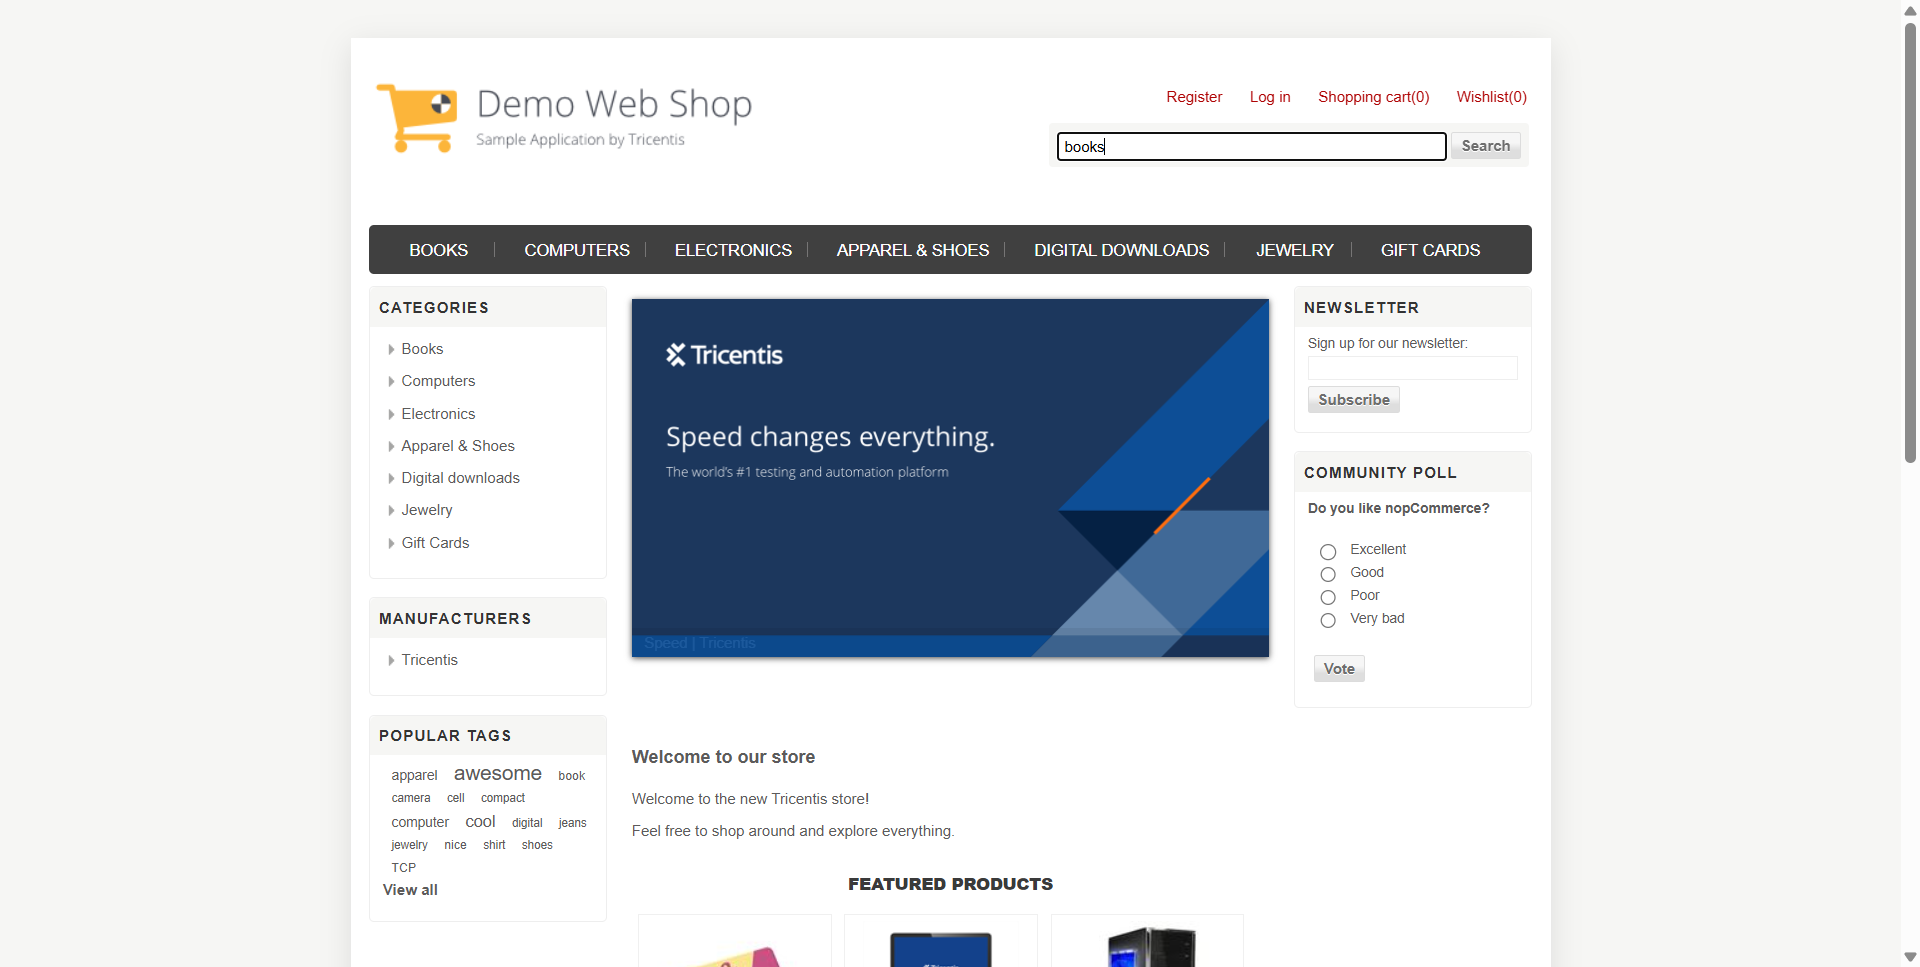 Demo Web Shop
Sample Application by Tricentis
Register Log in Shopping cart(0) Wishlist(0)
books Search
BOOKS COMPUTERS ELECTRONICS APPAREL & SHOES DIGITAL DOWNLOADS JEWELRY GIFT CARDS
CATEGORIES
Books
Computers
Electronics
Apparel & Shoes
Digital downloads
Jewelry
Gift Cards
MANUFACTURERS
Tricentis
POPULAR TAGS
apparel awesome book
camera cell compact
computer cool digital jeans
jewelry nice shirt shoes
TCP
View all
Tricentis
Speed changes everything.
The world's #1 testing and automation platform
Speed | Tricentis
Welcome to our store
Welcome to the new Tricentis store!
Feel free to shop around and explore everything.
FEATURED PRODUCTS
NEWSLETTER
Sign up for our newsletter:
Subscribe
COMMUNITY POLL
Do you like nopCommerce?
Excellent
Good
Poor
Very bad
Vote